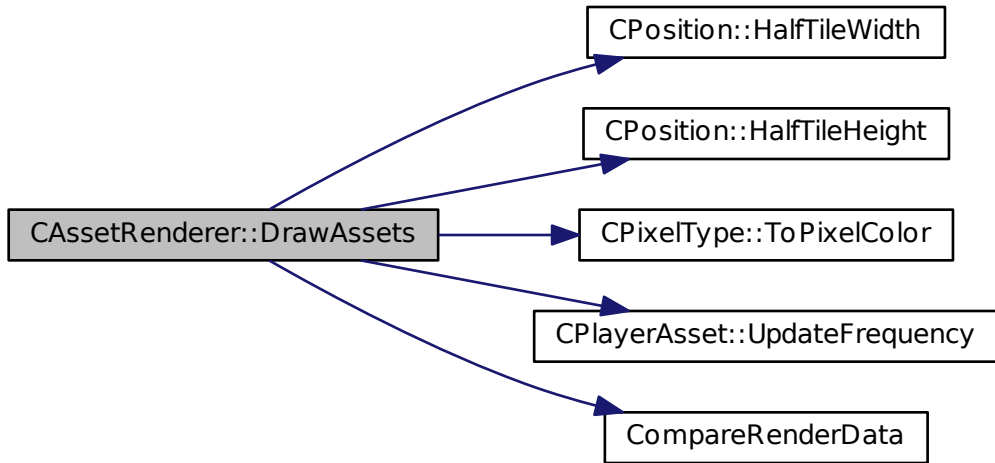 CPosition::HalfTileWidth
CPosition::HalfTileHeight
CAssetRenderer::DrawAssets
CPixelType::ToPixelColor
CPlayerAsset::UpdateFrequency
CompareRenderData